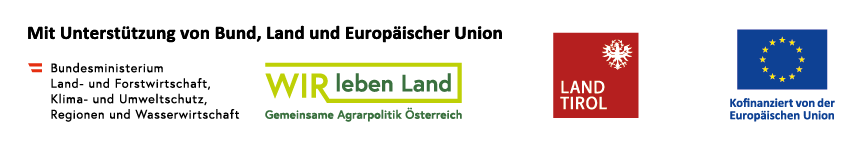 Mit Unterstützung von Bund, Land und Europäischer Union
Bundesministerium
Land- und Forstwirtschaft,
Klima- und Umweltschutz,
Regionen und Wasserwirtschaft
WIR leben Land
Gemeinsame Agrarpolitik Österreich
LAND
TIROL
Kofinanziert von der
Europäischen Union